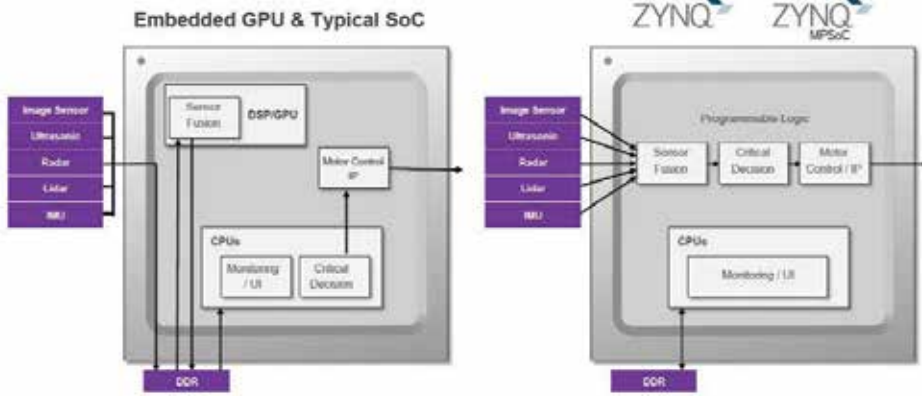 Embedded GPU & Typical SoC
ZYNQ
ZYNQ
MPSoC
Image Sensor
Ultrasonic
Radar
Lidar
IMU
Sensor
Fusion
DSP/GPU
Motor Control
IP
CPUs
Monitoring
/ UI
Critical
Decision
DDR
Image Sensor
Ultrasonic
Radar
Lidar
IMU
Programmable Logic
Sensor
Fusion
Critical
Decision
Motor
Control / IP
CPUs
Monitoring / UI
DDR